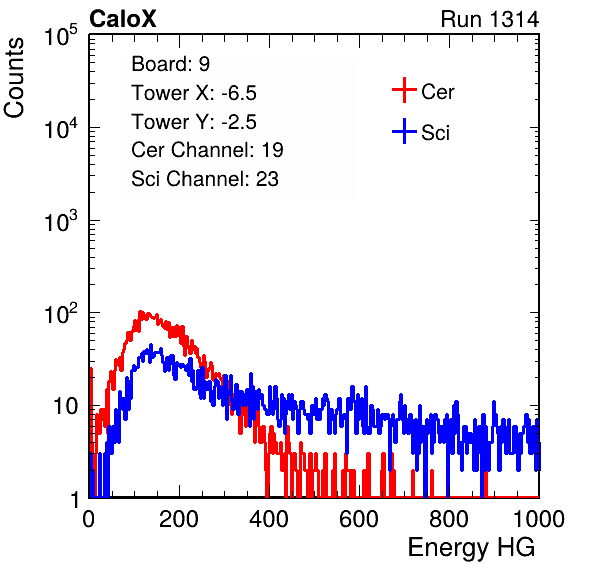 CaloX Run 1314
Counts
10^5
10^4
10^3
10^2
10
1
Board: 9
Tower X: -6.5
Tower Y: -2.5
Cer Channel: 19
Sci Channel: 23
Cer
Sci
0 200 400 600 800 1000
Energy HG